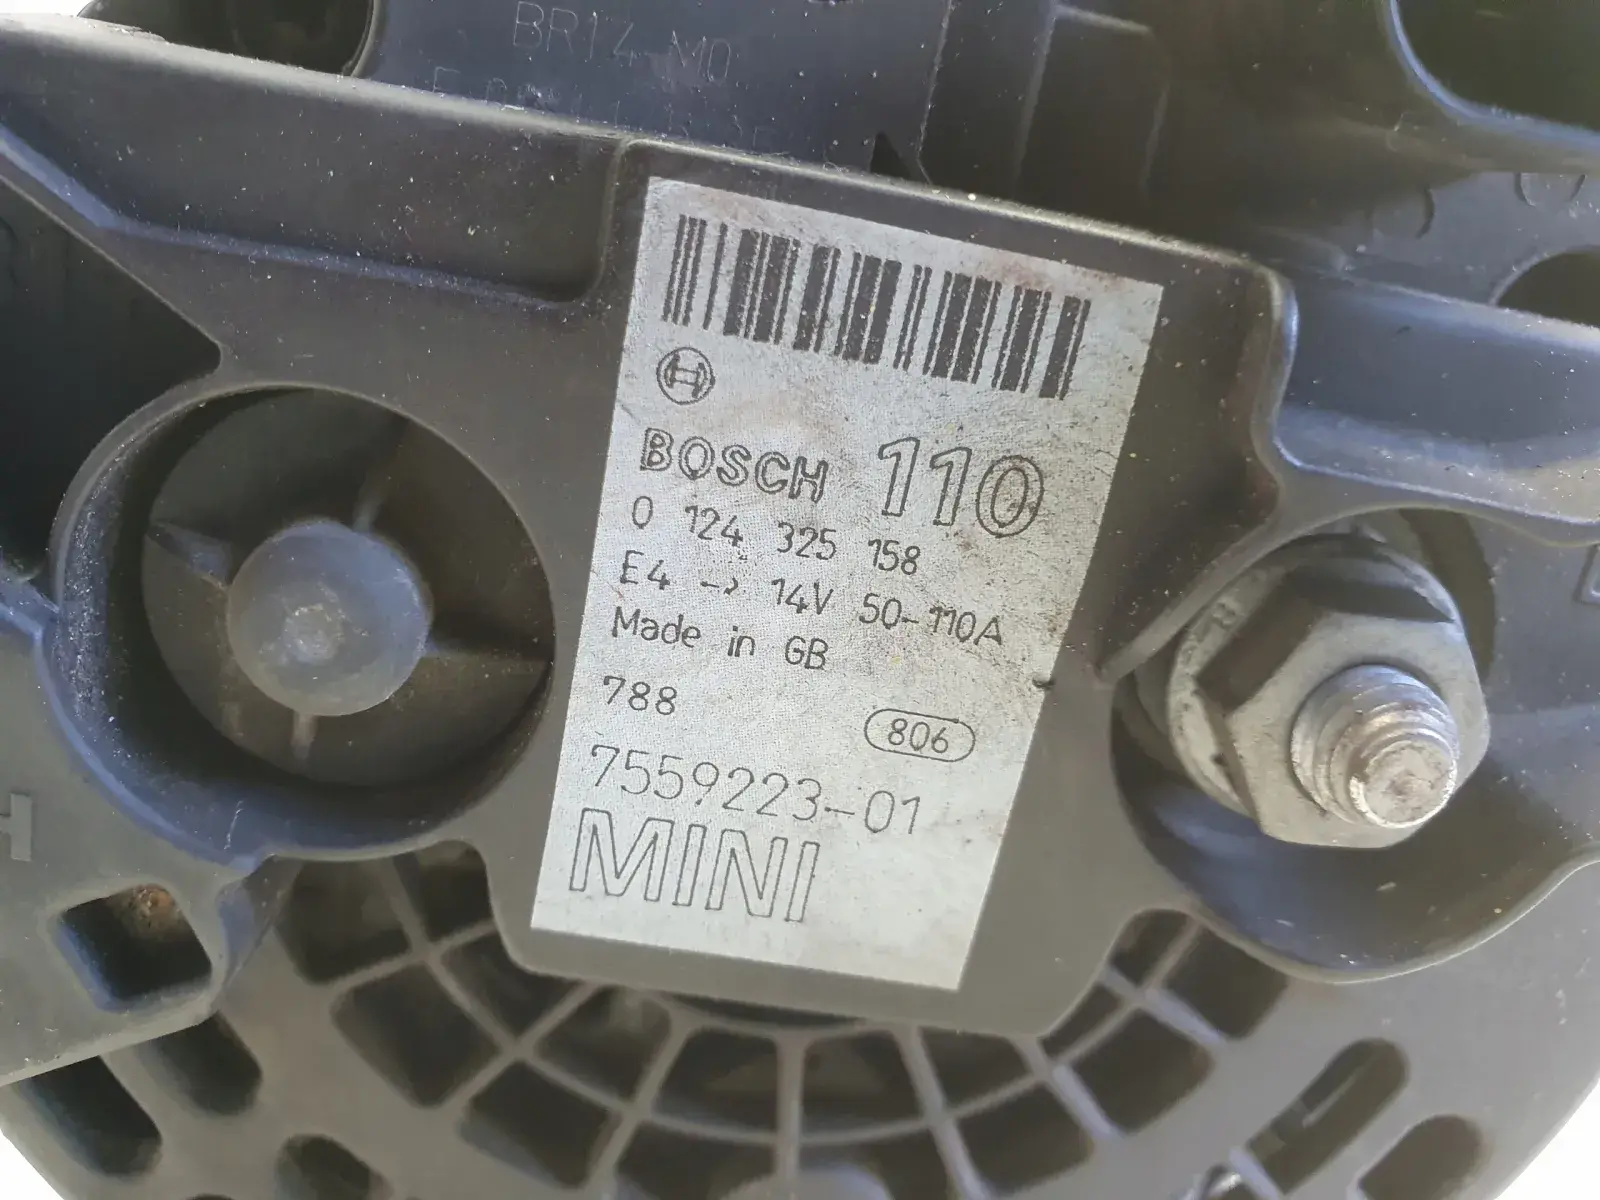 BR14-M0
BOSCH 110
0 124 325 158
E4 -> 14V 50-110A
Made in GB
788
806
7559223-01
MINI